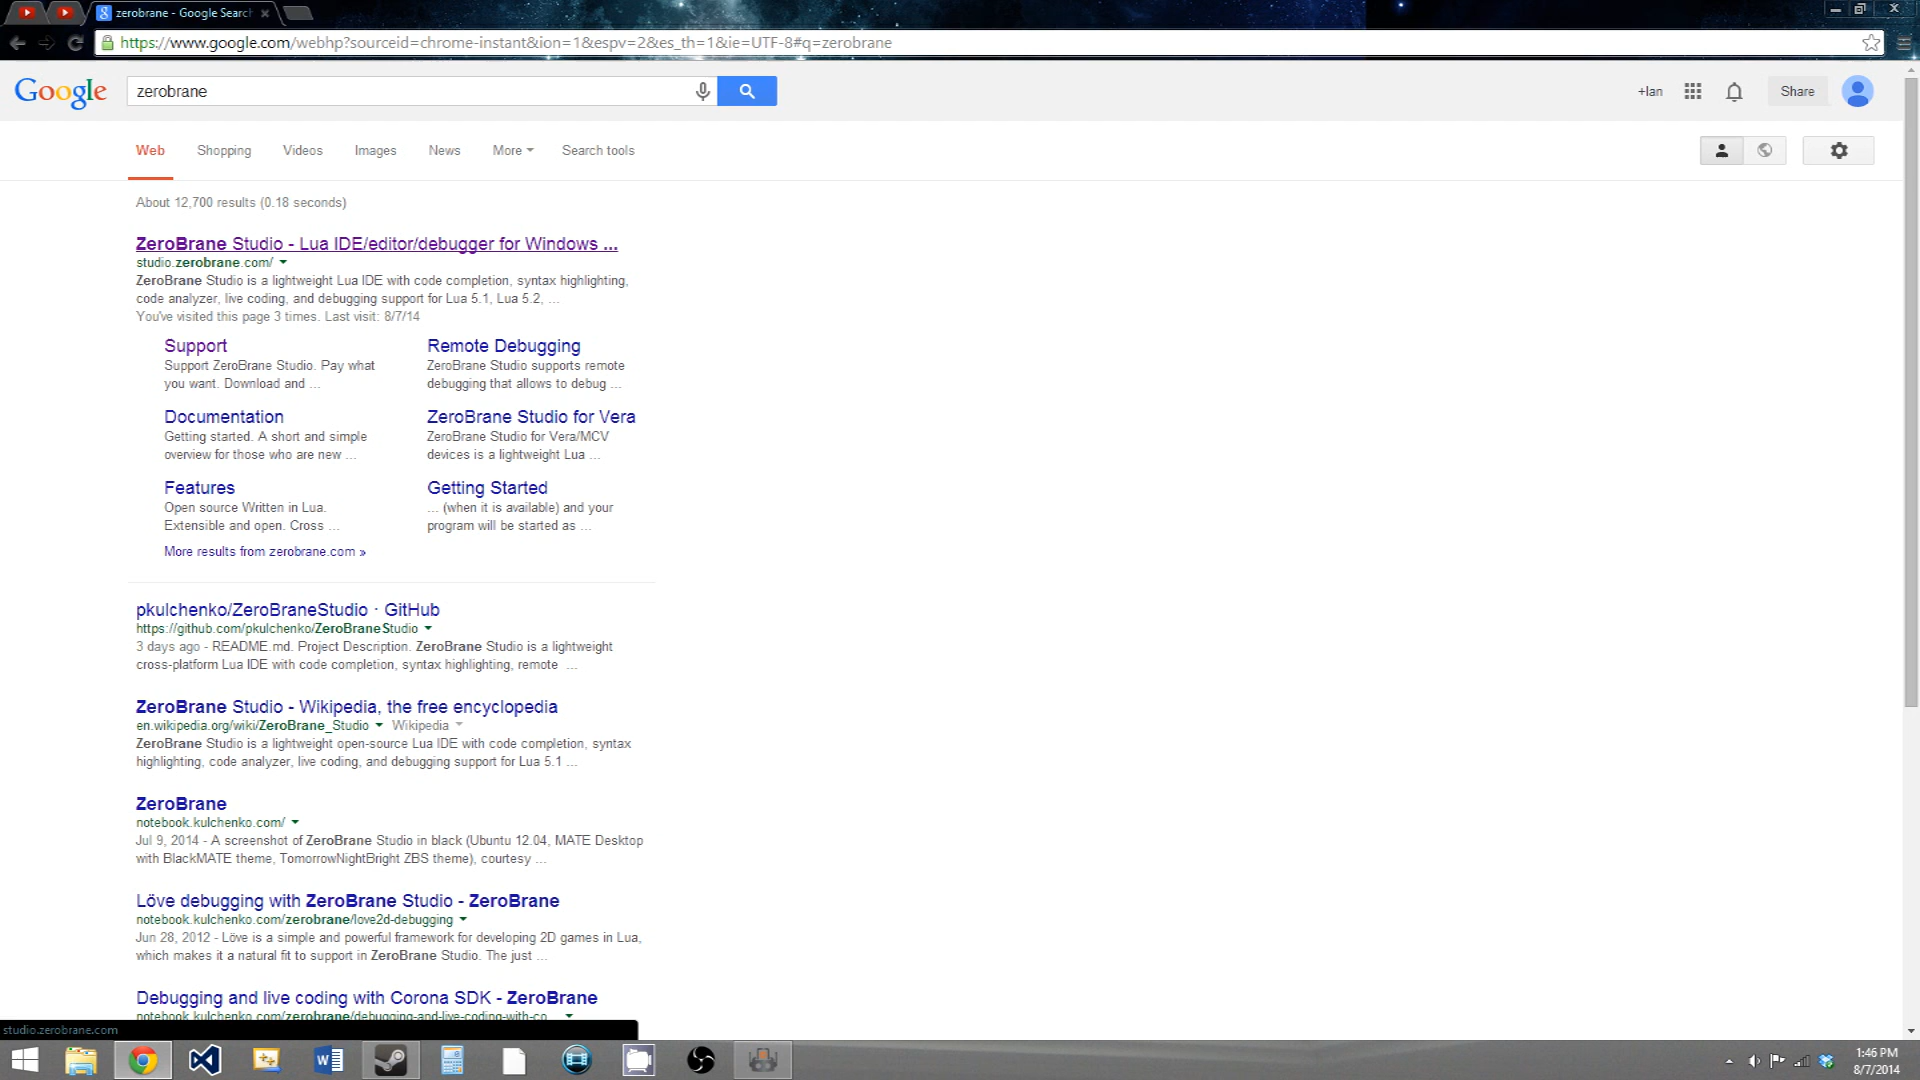 zerobrane - Google Search
https://www.google.com/webhp?sourceid=chrome-instant&ion=1&espv=2&es_th=1&ie=UTF-8#q=zerobrane
Google
zerobrane
+Ian
Share
Web Shopping Videos Images News More Search tools
About 12,700 results (0.18 seconds)
ZeroBrane Studio - Lua IDE/editor/debugger for Windows ...
studio.zerobrane.com/
ZeroBrane Studio is a lightweight Lua IDE with code completion, syntax highlighting,
code analyzer, live coding, and debugging support for Lua 5.1, Lua 5.2, ...
You've visited this page 3 times. Last visit: 8/7/14
Support
Support ZeroBrane Studio. Pay what
you want. Download and ...
Remote Debugging
ZeroBrane Studio supports remote
debugging that allows to debug ...
Documentation
Getting started. A short and simple
overview for those who are new ...
ZeroBrane Studio for Vera
ZeroBrane Studio for Vera/MCV
devices is a lightweight Lua ...
Features
Open source Written in Lua.
Extensible and open. Cross ...
Getting Started
... (when it is available) and your
program will be started as ...
More results from zerobrane.com »
pkulchenko/ZeroBraneStudio · GitHub
https://github.com/pkulchenko/ZeroBraneStudio
3 days ago - README.md. Project Description. ZeroBrane Studio is a lightweight
cross-platform Lua IDE with code completion, syntax highlighting, remote ...
ZeroBrane Studio - Wikipedia, the free encyclopedia
en.wikipedia.org/wiki/ZeroBrane_Studio Wikipedia
ZeroBrane Studio is a lightweight open-source Lua IDE with code completion, syntax
highlighting, code analyzer, live coding, and debugging support for Lua 5.1 ...
ZeroBrane
notebook.kulchenko.com/
Jul 9, 2014 - A screenshot of ZeroBrane Studio in black (Ubuntu 12.04, MATE Desktop
with BlackMATE theme, TomorrowNightBright ZBS theme), courtesy ...
Löve debugging with ZeroBrane Studio - ZeroBrane
notebook.kulchenko.com/zerobrane/love2d-debugging
Jun 28, 2012 - Löve is a simple and powerful framework for developing 2D games in Lua,
which makes it a natural fit to support in ZeroBrane Studio. The just ...
Debugging and live coding with Corona SDK - ZeroBrane
notebook.kulchenko.com/zerobrane/debugging-and-live-coding-with-co...
studio.zerobrane.com
1:46 PM
8/7/2014